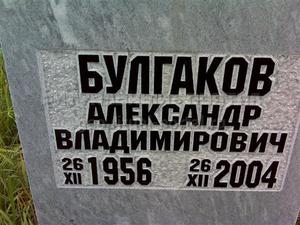 БУЛГАКОВ
АЛЕКСАНДР
ВЛАДИМИРОВИЧ
26 XII 1956 26 XII 2004